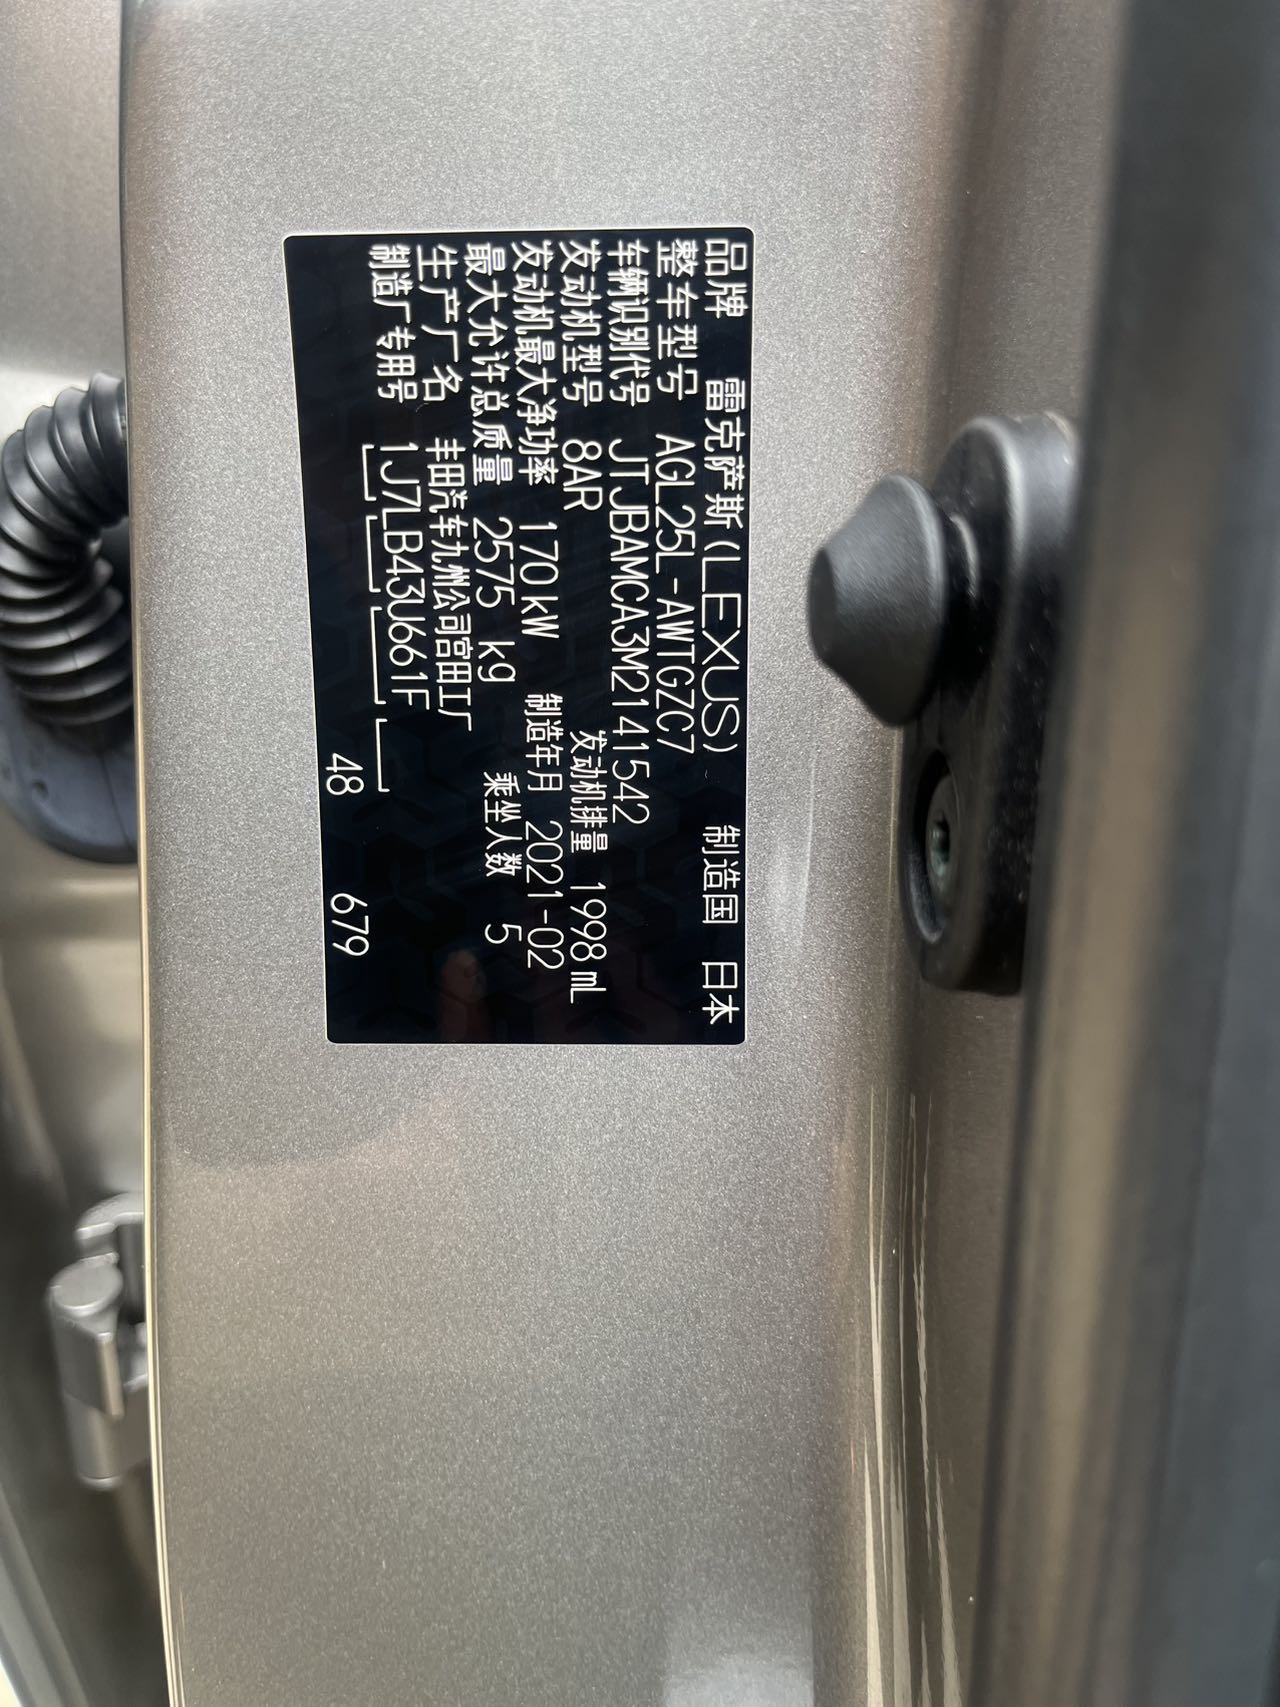 品牌 雷克萨斯(LEXUS) 制造国 日本
整车型号 AGL25L-AWTGZC7
车辆识别代号 JTJBAMCA3M2141542
发动机型号 8AR 发动机排量 1998 mL
发动机最大净功率 170 kW 制造年月 2021-02
最大允许总质量 2575 kg 乘坐人数 5
生产厂名 丰田汽车九州公司宫田工厂
制造厂专用号 1J7LB43U661F
48 679